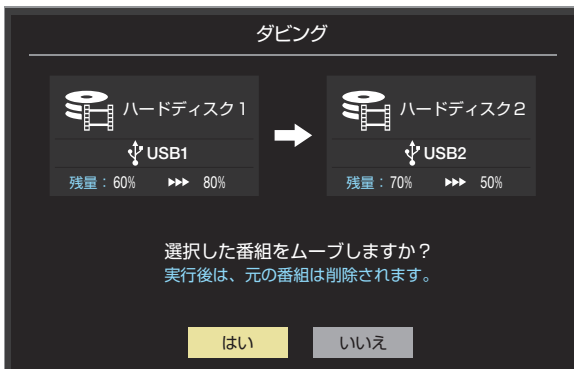 ダビング
ハードディスク1
USB1
残量：60% ▸▸▸ 80%
ハードディスク2
USB2
残量：70% ▸▸▸ 50%
選択した番組をムーブしますか？
実行後は、元の番組は削除されます。
はい
いいえ